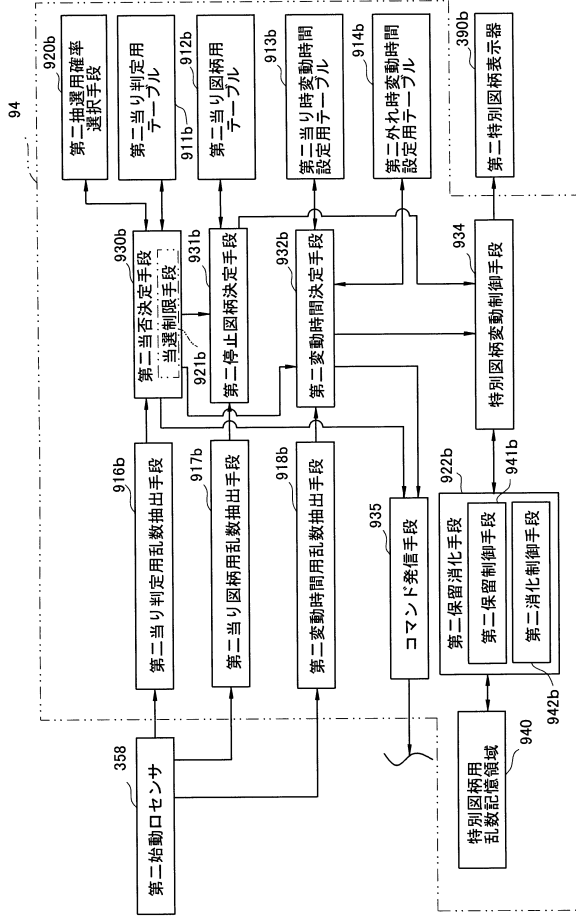 94
358
第二始動口センサ
916b
第二当り判定用乱数抽出手段
917b
第二当り図柄用乱数抽出手段
918b
第二変動時間用乱数抽出手段
930b
第二当否決定手段
当選制限手段
921b
931b
第二停止図柄決定手段
932b
第二変動時間決定手段
920b
第二抽選用確率
選択手段
第二当り判定用
テーブル
911b
912b
第二当り図柄用
テーブル
913b
第二当り時変動時間
設定用テーブル
914b
第二外れ時変動時間
設定用テーブル
935
コマンド発信手段
922b
第二保留消化手段
941b
第二保留制御手段
第二消化制御手段
942b
934
特別図柄変動制御手段
390b
第二特別図柄表示器
特別図柄用
乱数記憶領域
940